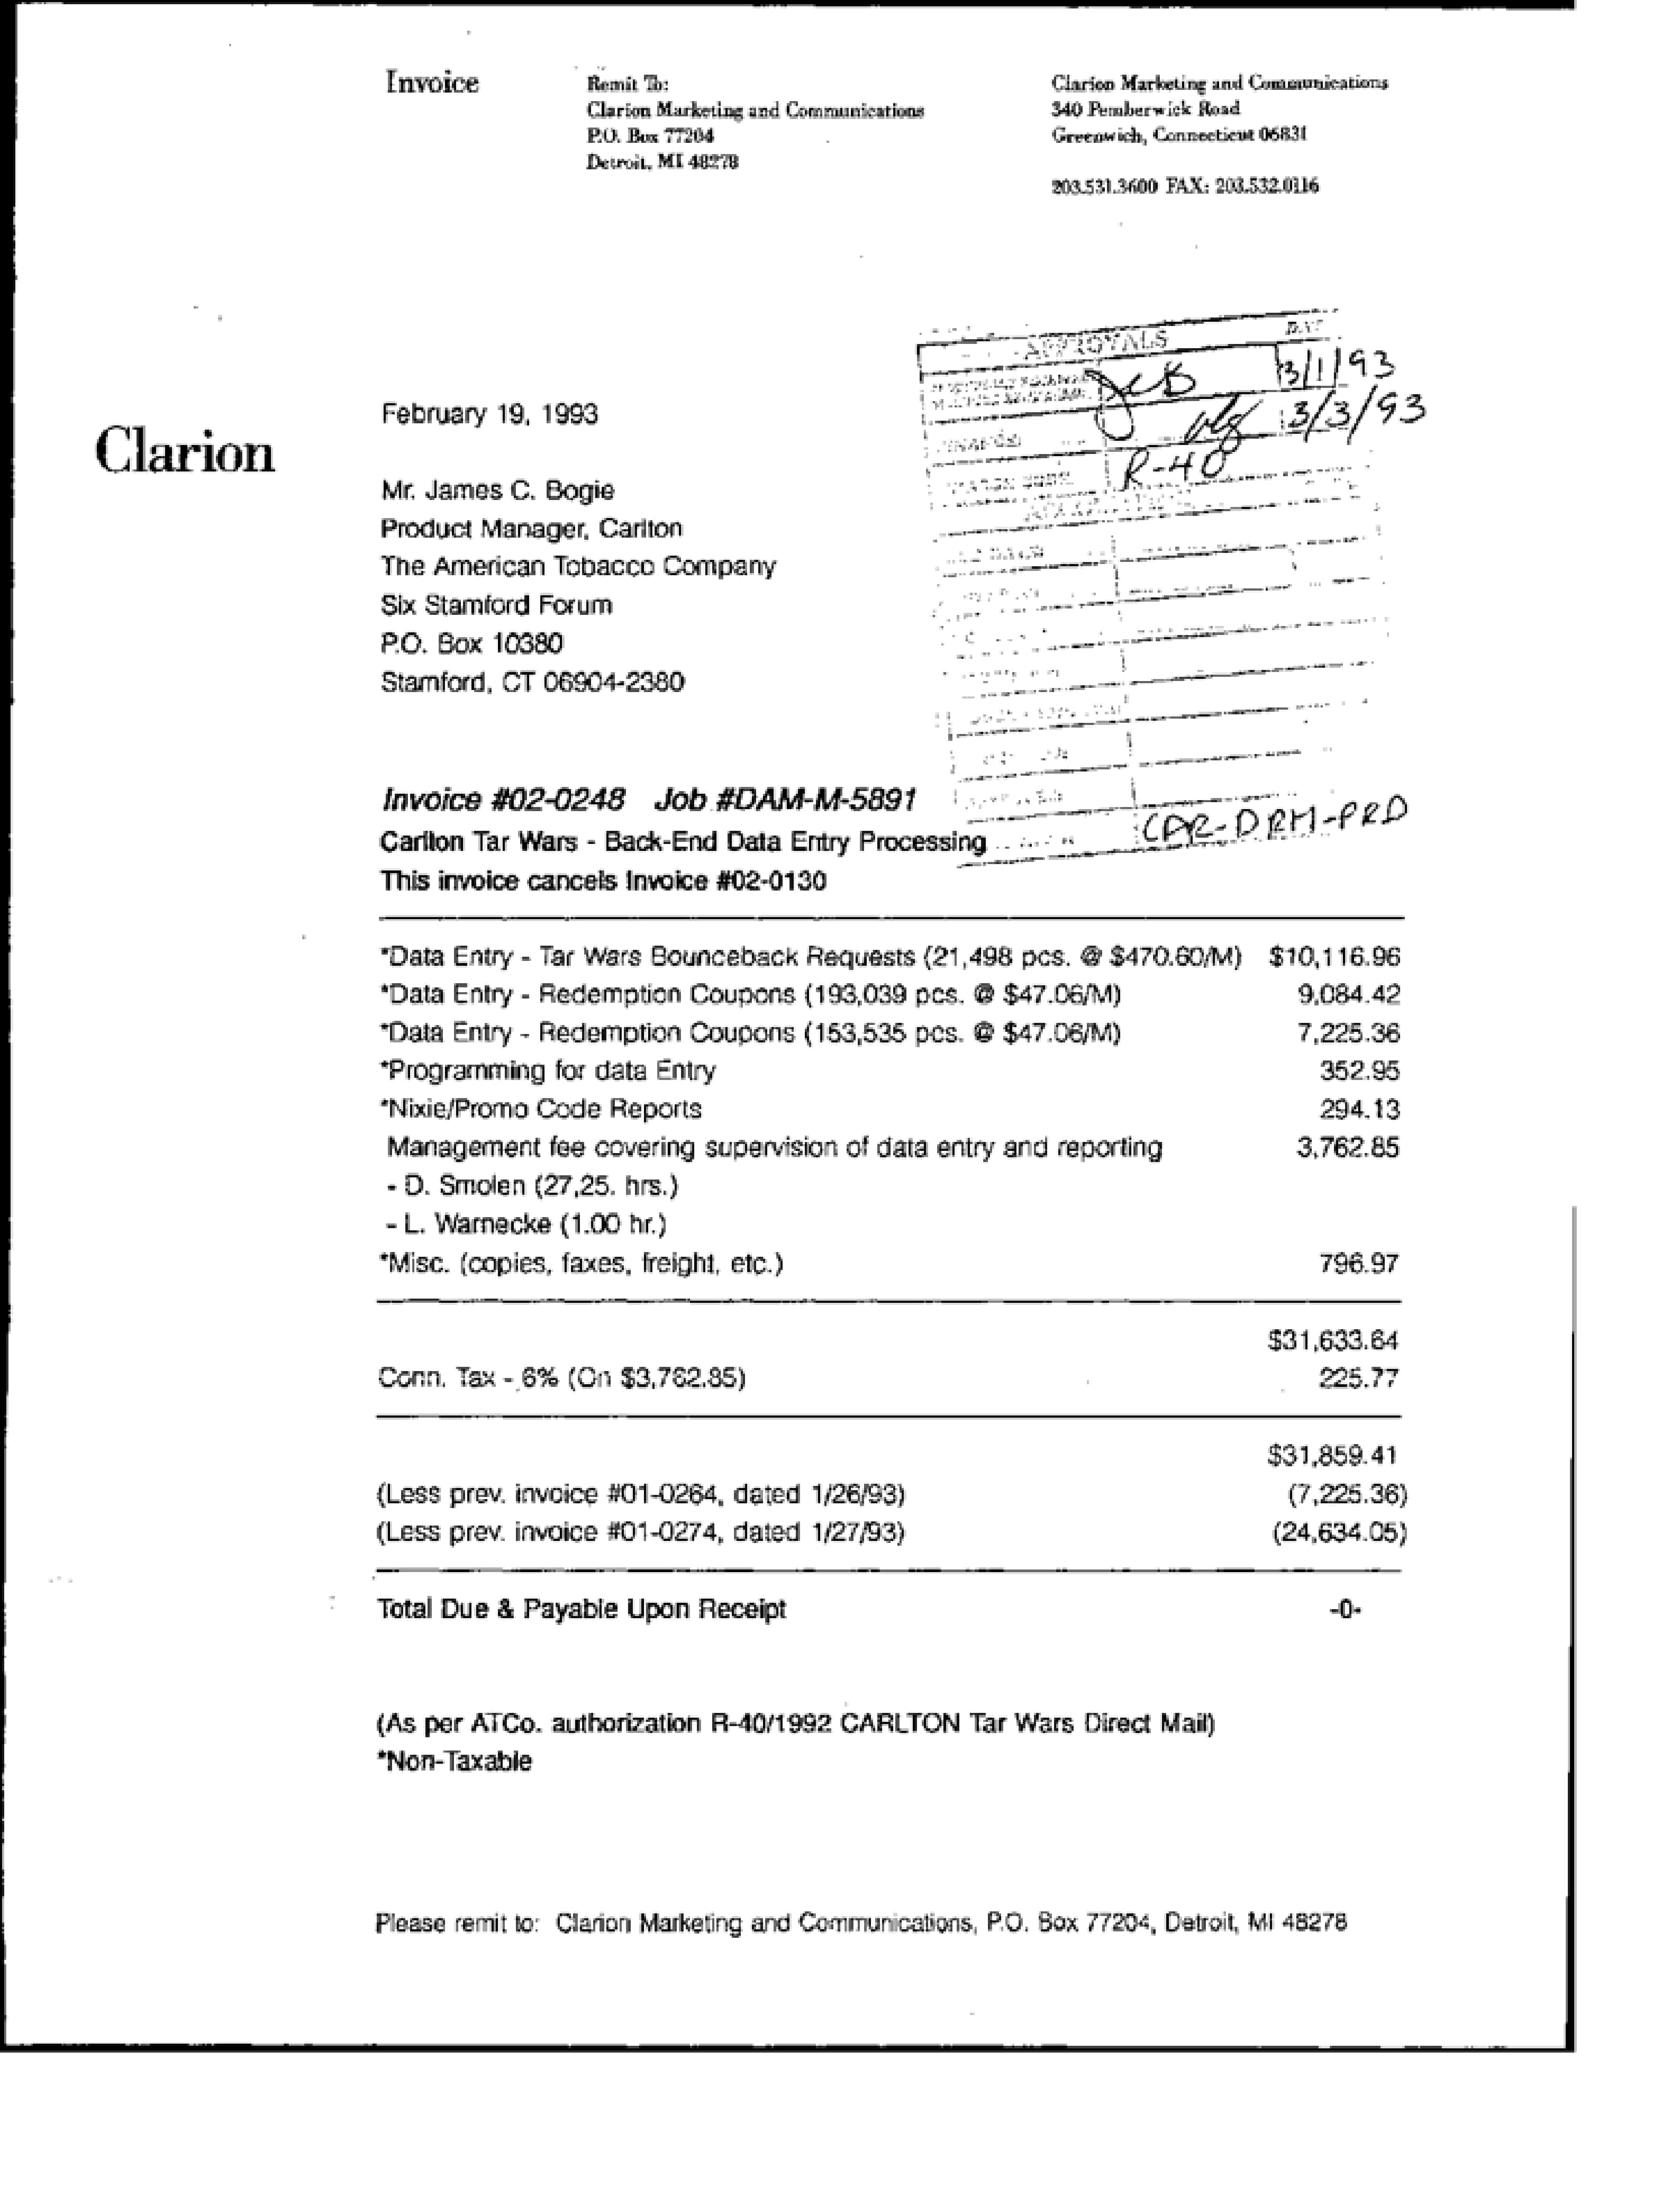 Invoice
Remit To:
Clarion Marketing and Communications
P.O. Box 77204
Detroit, MI 48278
Clarion Marketing and Communications
340 Pemberwick Road
Greenwich, Connecticut 06831
203.531.3600 FAX: 203.532.0116
APPROVALS
3/1/93
3/3/93
R-40
Clarion
February 19, 1993
Mr. James C. Bogie
Product Manager, Carlton
The American Tobacco Company
Six Stamford Forum
P.O. Box 10380
Stamford, CT 06904-2380
Invoice #02-0248 Job #DAM-M-5891
Carlton Tar Wars - Back-End Data Entry Processing
CAR-DRM-PRD
This invoice cancels Invoice #02-0130
*Data Entry - Tar Wars Bounceback Requests (21,498 pcs. @ $470.60/M) $10,116.96
*Data Entry - Redemption Coupons (193,039 pcs. @ $47.06/M) 9,084.42
*Data Entry - Redemption Coupons (153,535 pcs. @ $47.06/M) 7,225.36
*Programming for data Entry 352.95
*Nixie/Promo Code Reports 294.13
Management fee covering supervision of data entry and reporting 3,762.85
- D. Smolen (27,25. hrs.)
- L. Warnecke (1.00 hr.)
*Misc. (copies, faxes, freight, etc.) 796.97
$31,633.64
Conn. Tax - 6% (On $3,762.85) 225.77
$31,859.41
(Less prev. invoice #01-0264, dated 1/26/93) (7,225.36)
(Less prev. invoice #01-0274, dated 1/27/93) (24,634.05)
Total Due & Payable Upon Receipt -0-
(As per ATCo. authorization R-40/1992 CARLTON Tar Wars Direct Mail)
*Non-Taxable
Please remit to: Clarion Marketing and Communications, P.O. Box 77204, Detroit, MI 48278